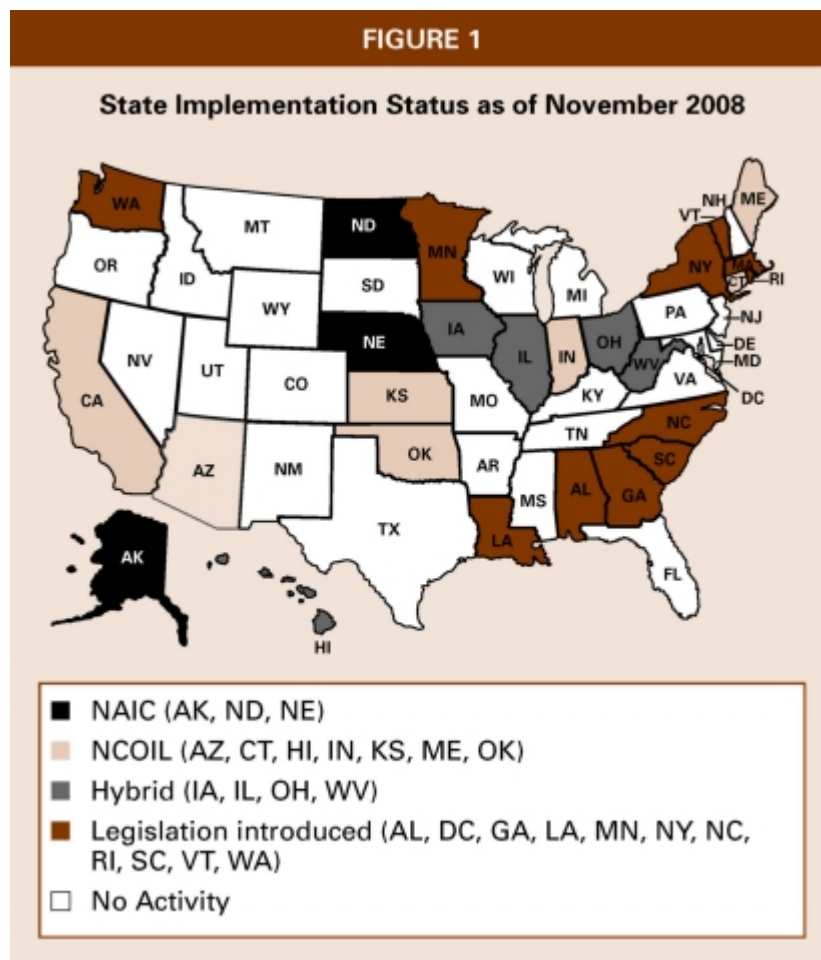 FIGURE 1
State Implementation Status as of November 2008
WA
MT
ND
MN
OR
ID
WY
SD
WI
MI
NH
VT
ME
NY
MA
CT
RI
PA
NJ
DE
MD
DC
NV
UT
CO
NE
IA
IL
IN
OH
WV
VA
KY
CA
KS
MO
NC
TN
SC
AZ
NM
OK
AR
MS
AL
GA
LA
TX
FL
AK
HI
NAIC (AK, ND, NE)
NCOIL (AZ, CT, HI, IN, KS, ME, OK)
Hybrid (IA, IL, OH, WV)
Legislation introduced (AL, DC, GA, LA, MN, NY, NC,
RI, SC, VT, WA)
No Activity